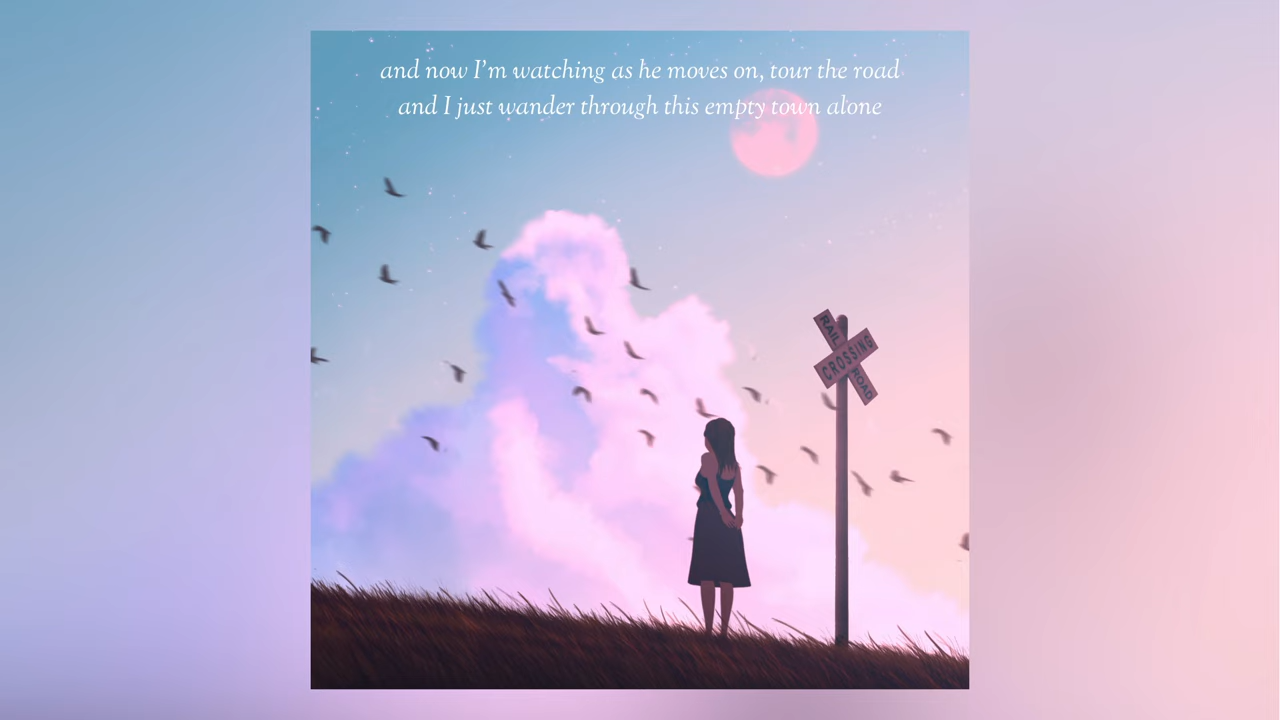 and now I’m watching as he moves on, tour the road
and I just wander through this empty town alone
RAIL
CROSSING
ROAD